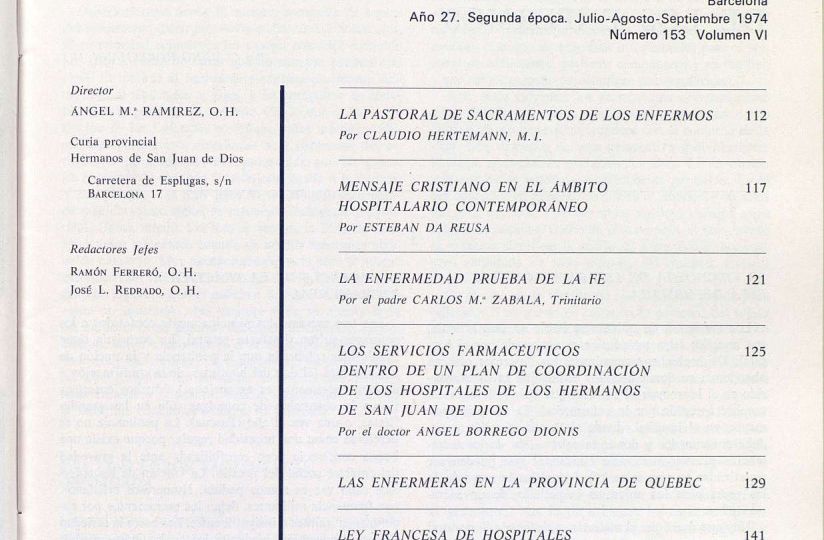 Barcelona
Año 27. Segunda época. Julio-Agosto-Septiembre 1974
Número 153 Volumen VI
Director
ÁNGEL M.ª RAMÍREZ, O. H.
Curia provincial
Hermanos de San Juan de Dios
Carretera de Esplugas, s/n
BARCELONA 17
Redactores Jefes
RAMÓN FERRERÓ, O. H.
JOSÉ L. REDRADO, O. H.
LA PASTORAL DE SACRAMENTOS DE LOS ENFERMOS 112
Por CLAUDIO HERTEMANN, M. I.
MENSAJE CRISTIANO EN EL ÁMBITO 117
HOSPITALARIO CONTEMPORÁNEO
Por ESTEBAN DA REUSA
LA ENFERMEDAD PRUEBA DE LA FE 121
Por el padre CARLOS M.ª ZABALA, Trinitario
LOS SERVICIOS FARMACÉUTICOS 125
DENTRO DE UN PLAN DE COORDINACIÓN
DE LOS HOSPITALES DE LOS HERMANOS
DE SAN JUAN DE DIOS
Por el doctor ÁNGEL BORREGO DIONIS
LAS ENFERMERAS EN LA PROVINCIA DE QUEBEC 129
LEY FRANCESA DE HOSPITALES 141